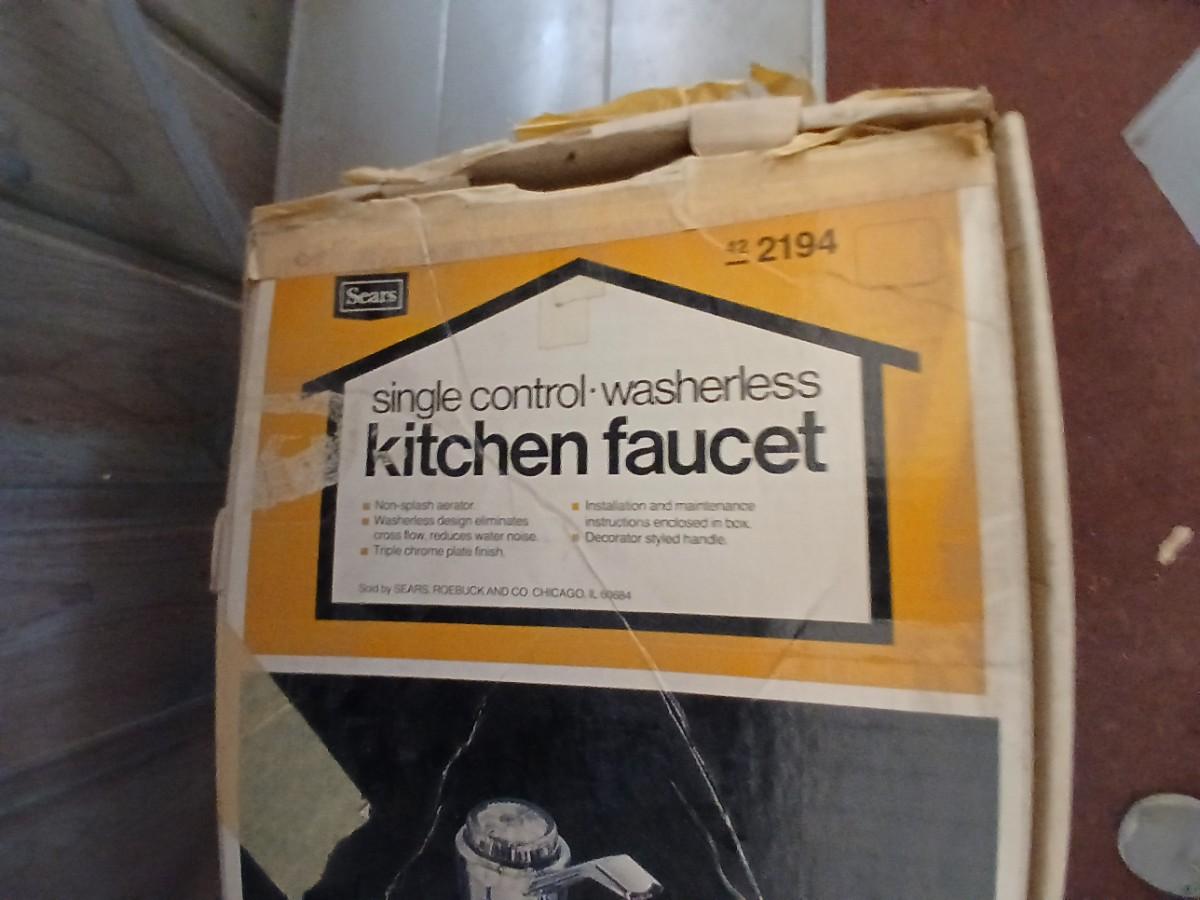 42 2194
Sears
single control·washerless
kitchen faucet
Non-splash aerator.
Washerless design eliminates
cross flow, reduces water noise.
Triple chrome plate finish.
Installation and maintenance
instructions enclosed in box.
Decorator styled handle.
Sold by SEARS, ROEBUCK AND CO. CHICAGO, IL 60684